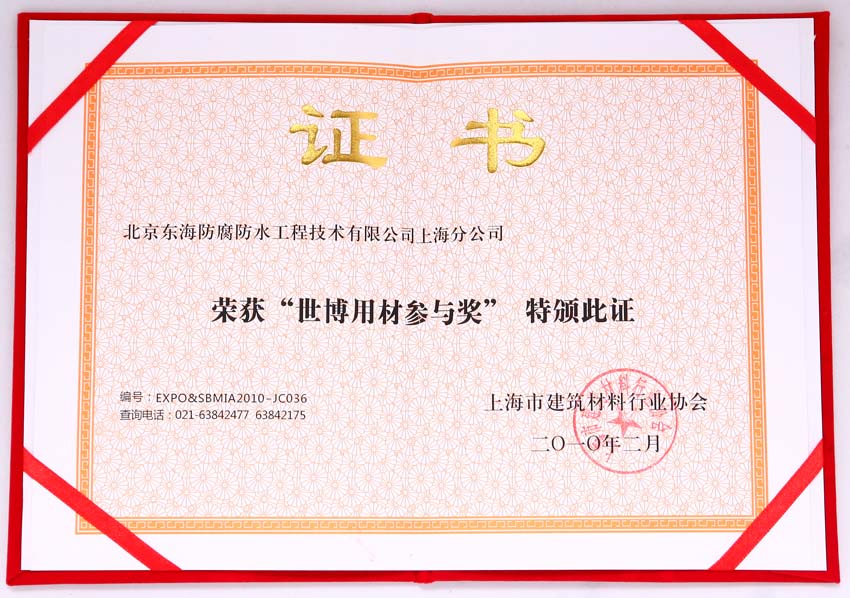 证 书
北京东海防腐防水工程技术有限公司上海分公司
荣获“世博用材参与奖” 特颁此证
编号：EXPO&SBMIA2010-JC036
查询电话：021-63842477 63842175
上海市建筑材料行业协会
二〇一〇年二月